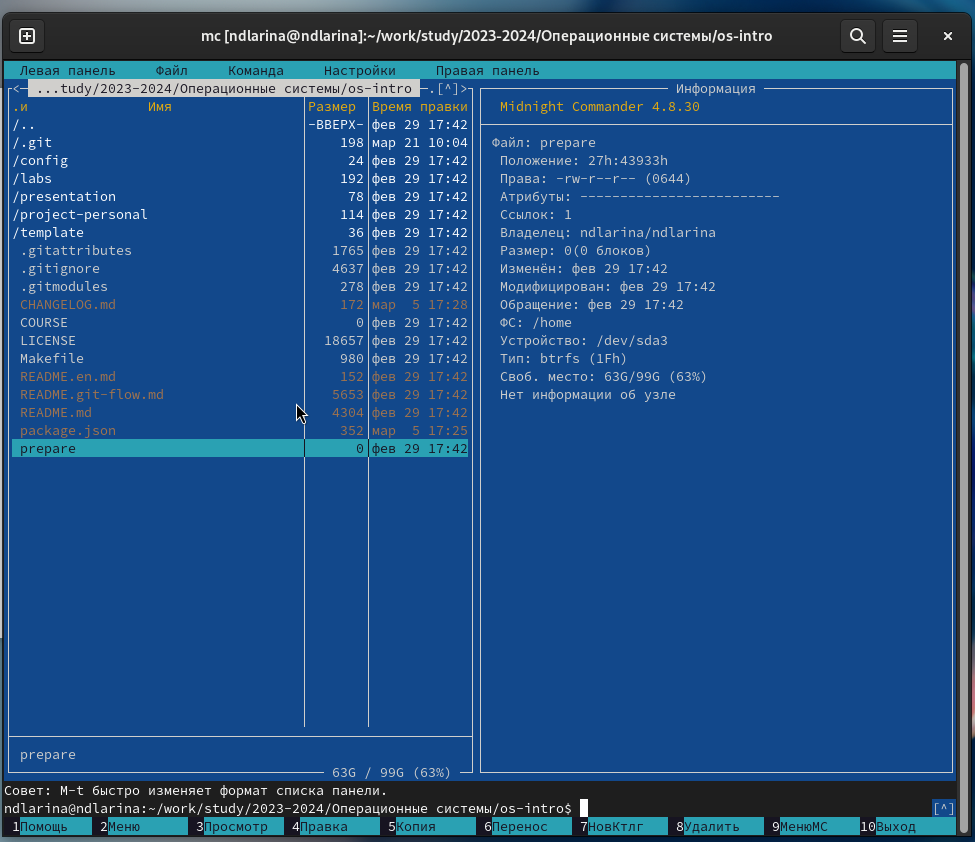 mc [ndlarina@ndlarina]:~/work/study/2023-2024/Операционные системы/os-intro
Левая панель Файл Команда Настройки Правая панель
<─ ...tudy/2023-2024/Операционные системы/os-intro ─.[^]>
.и Имя Размер Время правки
/.. -ВВЕРХ- фев 29 17:42
/.git 198 мар 21 10:04
/config 24 фев 29 17:42
/labs 192 фев 29 17:42
/presentation 78 фев 29 17:42
/project-personal 114 фев 29 17:42
/template 36 фев 29 17:42
.gitattributes 1765 фев 29 17:42
.gitignore 4637 фев 29 17:42
.gitmodules 278 фев 29 17:42
CHANGELOG.md 172 мар 5 17:28
COURSE 0 фев 29 17:42
LICENSE 18657 фев 29 17:42
Makefile 980 фев 29 17:42
README.en.md 152 фев 29 17:42
README.git-flow.md 5653 фев 29 17:42
README.md 4304 фев 29 17:42
package.json 352 мар 5 17:25
prepare 0 фев 29 17:42
prepare
63G / 99G (63%)
Информация
Midnight Commander 4.8.30
Файл: prepare
Положение: 27h:43933h
Права: -rw-r--r-- (0644)
Атрибуты: -------------------------
Ссылок: 1
Владелец: ndlarina/ndlarina
Размер: 0(0 блоков)
Изменён: фев 29 17:42
Модифицирован: фев 29 17:42
Обращение: фев 29 17:42
ФС: /home
Устройство: /dev/sda3
Тип: btrfs (1Fh)
Своб. место: 63G/99G (63%)
Нет информации об узле
Совет: M-t быстро изменяет формат списка панели.
ndlarina@ndlarina:~/work/study/2023-2024/Операционные системы/os-intro$ [^]
1Помощь 2Меню 3Просмотр 4Правка 5Копия 6Перенос 7НовКтлг 8Удалить 9МенюМС 10Выход